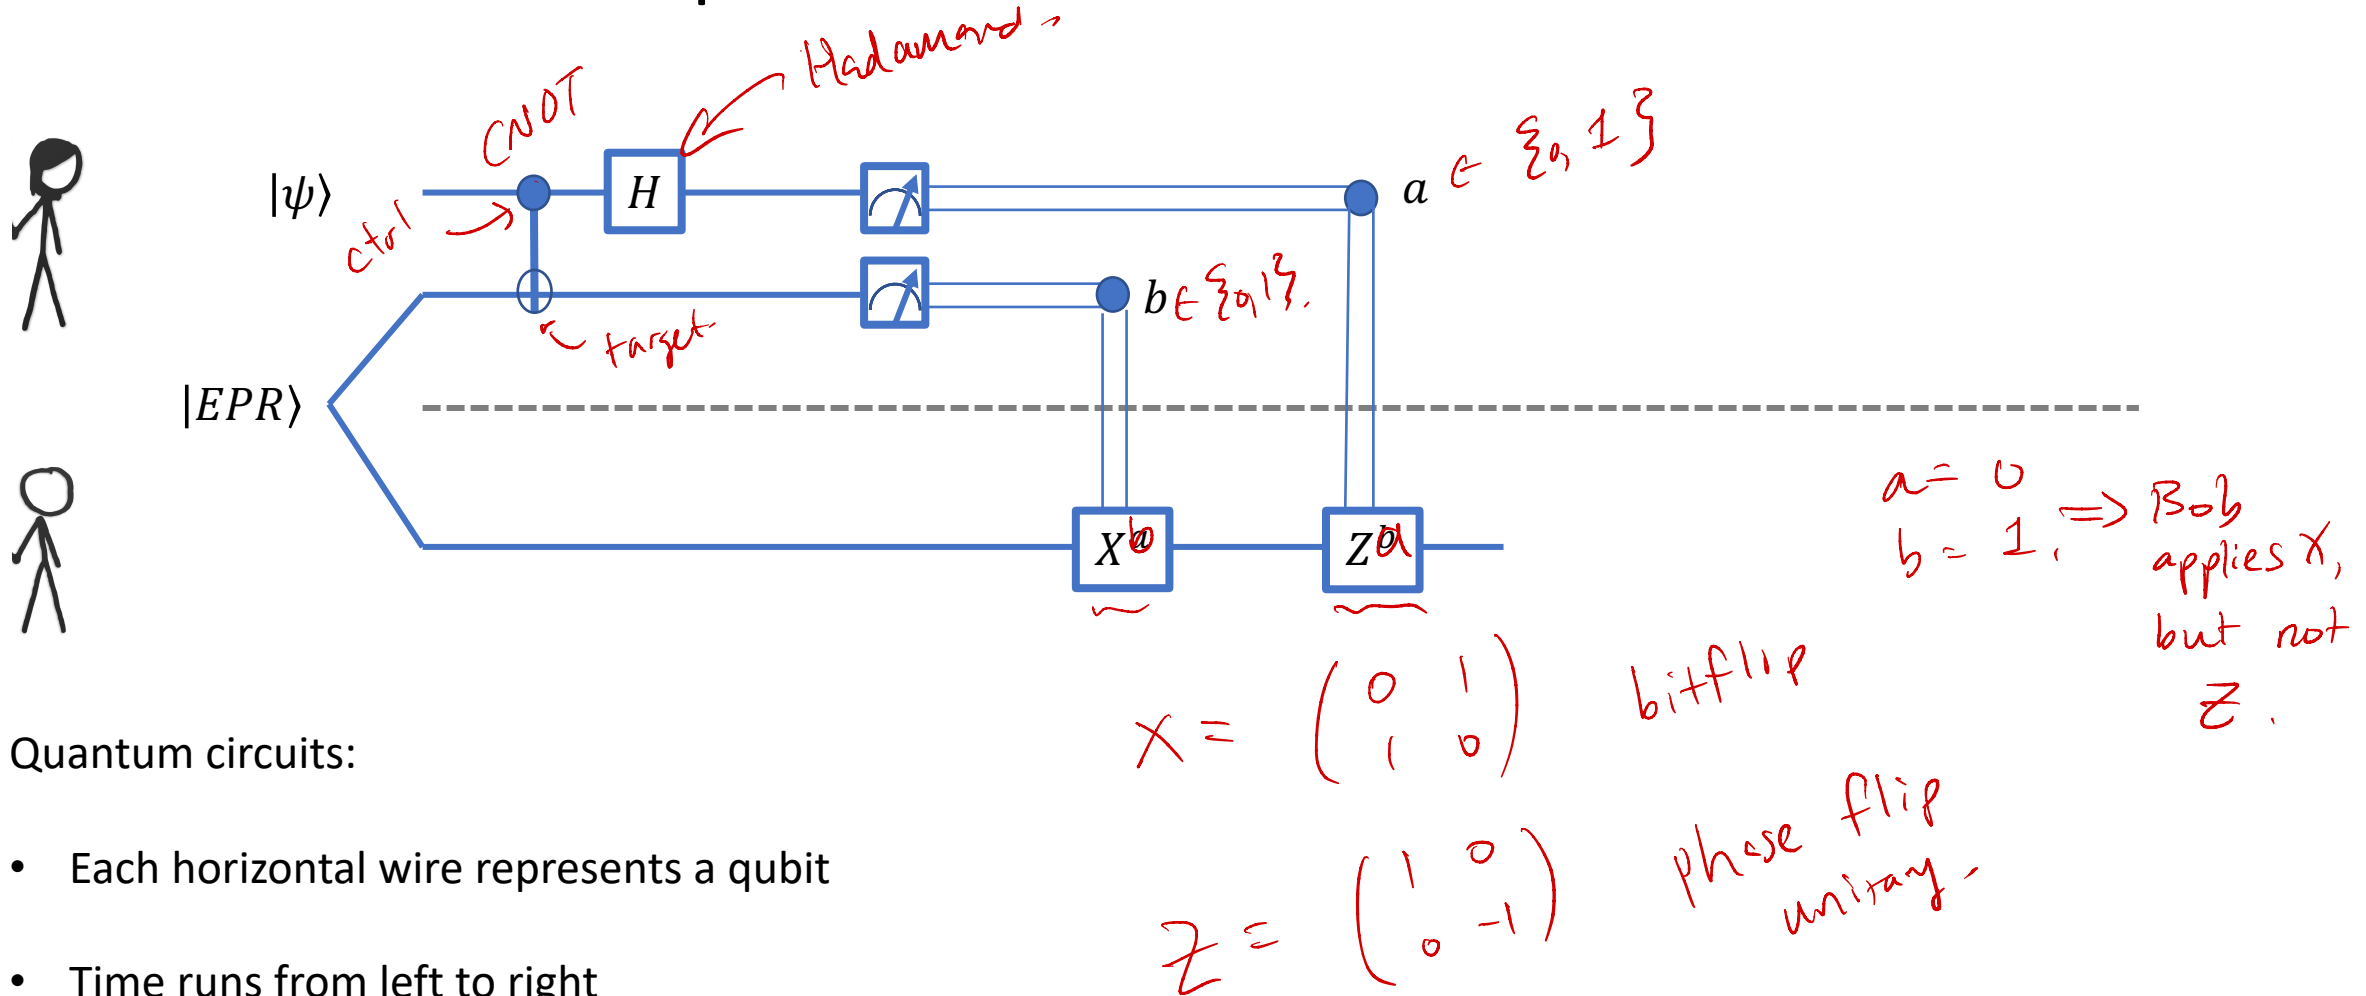 Hadamard.
CNOT
a ∈ {0, 1}
|ψ⟩
H
ctrl
b ∈ {0, 1}.
target.
|EPR⟩
a = 0
b = 1. ⇒ Bob applies X, but not Z.
X^b
Z^a
X = ( 0 1
1 0 )
bitflip
Quantum circuits:
Z = ( 1 0
0 -1 )
phase flip
unitary.
• Each horizontal wire represents a qubit
• Time runs from left to right